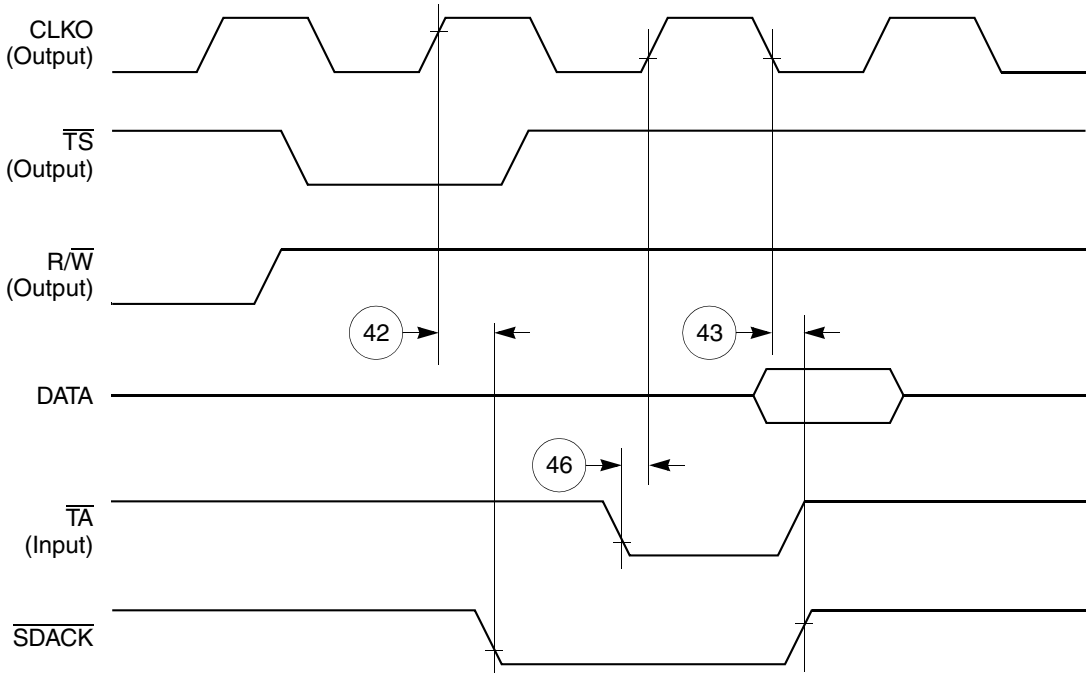 CLKO
(Output)
TS
(Output)
R/W
(Output)
42
43
DATA
46
TA
(Input)
SDACK